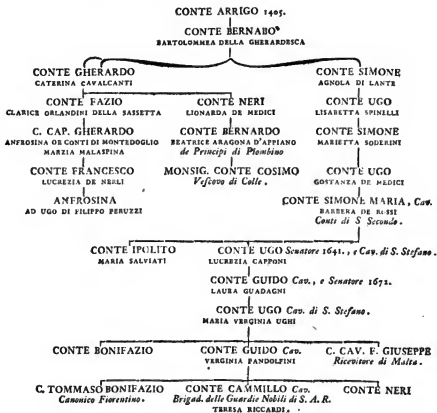 CONTE ARRIGO 1405.
CONTE BERNABO
BARTOLOMMEA DELLA GHERARDESCA
CONTE GHERARDO CONTE SIMONE
CATERINA CAVALCANTI AGNOLA DI LANTE
CONTE FAZIO CONTE NERI CONTE UGO
CLARICE ORLANDINI DELLA SASSETTA LIONARDA DE MEDICI LISABETTA SPINELLI
C. CAP. GHERARDO CONTE BERNARDO CONTE SIMONE
ANFROSINA DE CONTI DI MONTEDOGLIO BEATRICE ARAGONA D'APPIANO MARIETTA SODERINI
MARZIA MALASPINA de Principi di Piombino
CONTE FRANCESCO MONSIG. CONTE COSIMO CONTE UGO
LUCREZIA DE NERLI Vescovo di Colle. COSTANZA DE MEDICI
ANFROSINA CONTE SIMONE MARIA, Cav.
AD UGO DI FILIPPO PERUZZI BARBERA DE ROSSI
Conti di S Secondo.
CONTE IPOLITO CONTE UGO Senatore 1641., e Cav. di S. Stefano.
MARIA SALVIATI LUCREZIA CAPPONI
CONTE GUIDO Cav., e Senatore 1672.
LAURA GUADAGNI
CONTE UGO Cav. di S. Stefano.
MARIA VERGINIA UGHI
CONTE BONIFAZIO CONTE GUIDO Cav. C. CAV. F. GIUSEPPE
VERGINIA PANDOLFINI Ricevitore di Malta.
C. TOMMASO BONIFAZIO CONTE CAMMILLO Cav. CONTE NERI
Canonico Fiorentino. Brigad. delle Guardie Nobili di S. A. R.
TERESA RICCARDI.